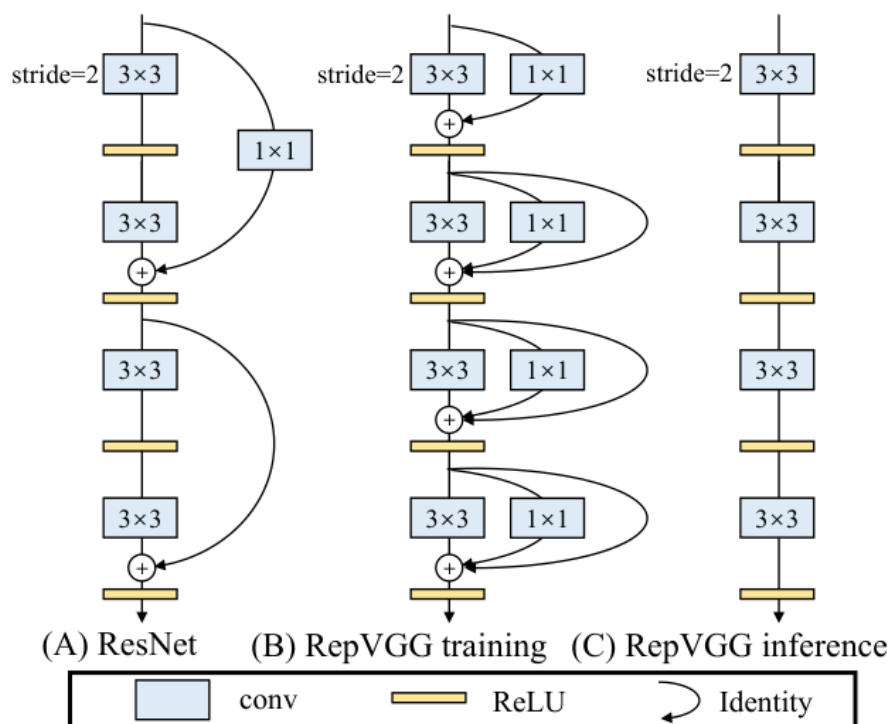 stride=2 3×3 stride=2 3×3 1×1 stride=2 3×3
1×1
3×3 3×3 1×1 3×3
+ +
+
3×3 3×3 1×1 3×3
+
3×3 3×3 1×1 3×3
+ +
(A) ResNet (B) RepVGG training (C) RepVGG inference
conv ReLU Identity